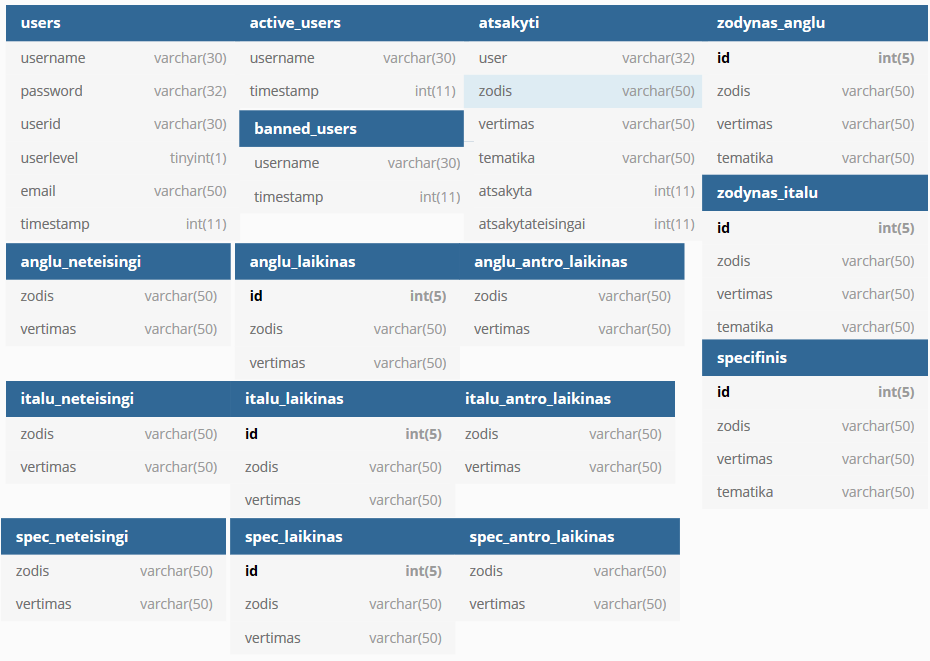 users
username varchar(30)
password varchar(32)
userid varchar(30)
userlevel tinyint(1)
email varchar(50)
timestamp int(11)
active_users
username varchar(30)
timestamp int(11)
banned_users
username varchar(30)
timestamp int(11)
atsakyti
user varchar(32)
zodis varchar(50)
vertimas varchar(50)
tematika varchar(50)
atsakyta int(11)
atsakytateisingai int(11)
zodynas_anglu
id int(5)
zodis varchar(50)
vertimas varchar(50)
tematika varchar(50)
zodynas_italu
id int(5)
zodis varchar(50)
vertimas varchar(50)
tematika varchar(50)
specifinis
id int(5)
zodis varchar(50)
vertimas varchar(50)
tematika varchar(50)
anglu_neteisingi
zodis varchar(50)
vertimas varchar(50)
anglu_laikinas
id int(5)
zodis varchar(50)
vertimas varchar(50)
anglu_antro_laikinas
zodis varchar(50)
vertimas varchar(50)
italu_neteisingi
zodis varchar(50)
vertimas varchar(50)
italu_laikinas
id int(5)
zodis varchar(50)
vertimas varchar(50)
italu_antro_laikinas
zodis varchar(50)
vertimas varchar(50)
spec_neteisingi
zodis varchar(50)
vertimas varchar(50)
spec_laikinas
id int(5)
zodis varchar(50)
vertimas varchar(50)
spec_antro_laikinas
zodis varchar(50)
vertimas varchar(50)